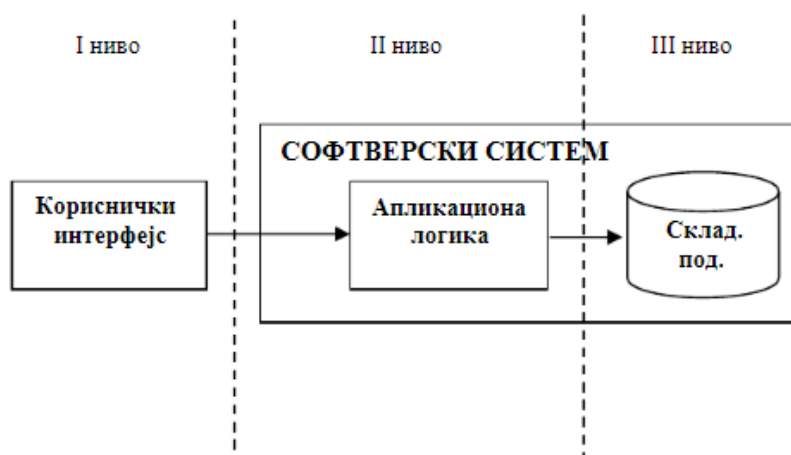 I ниво
II ниво
III ниво
СОФТВЕРСКИ СИСТЕМ
Кориснички
интерфејс
Апликациона
логика
Склад.
под.